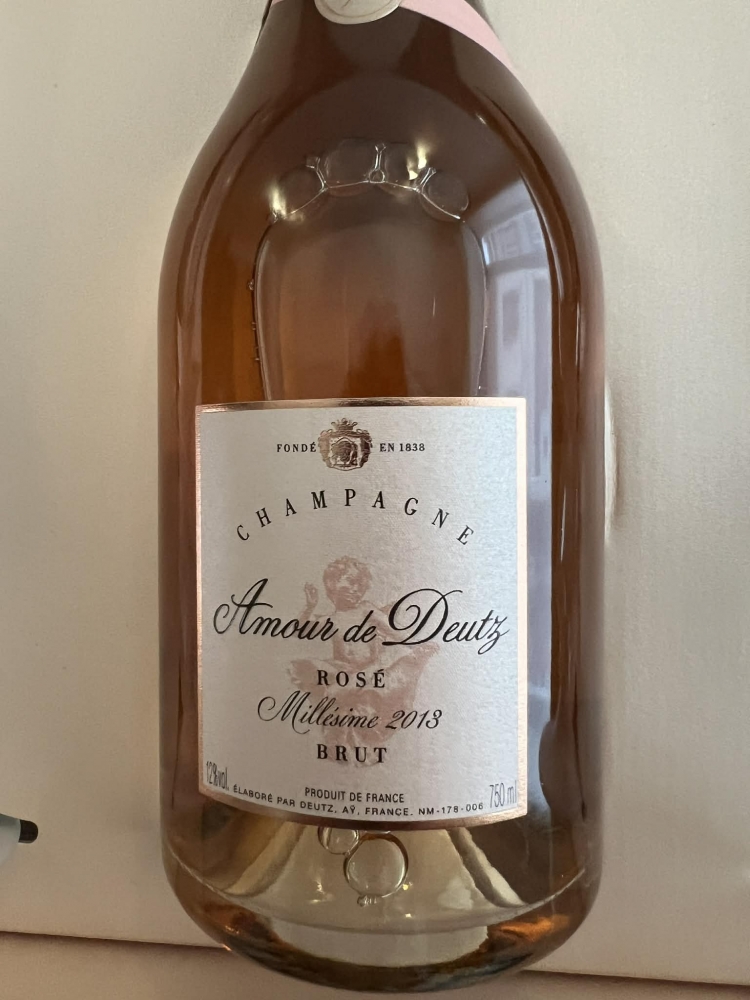 FONDÉ EN 1838
CHAMPAGNE
Amour de Deutz
ROSÉ
Millésime 2013
BRUT
12%vol.
PRODUIT DE FRANCE
ÉLABORÉ PAR DEUTZ, AŸ, FRANCE. NM-178-006
750 ml